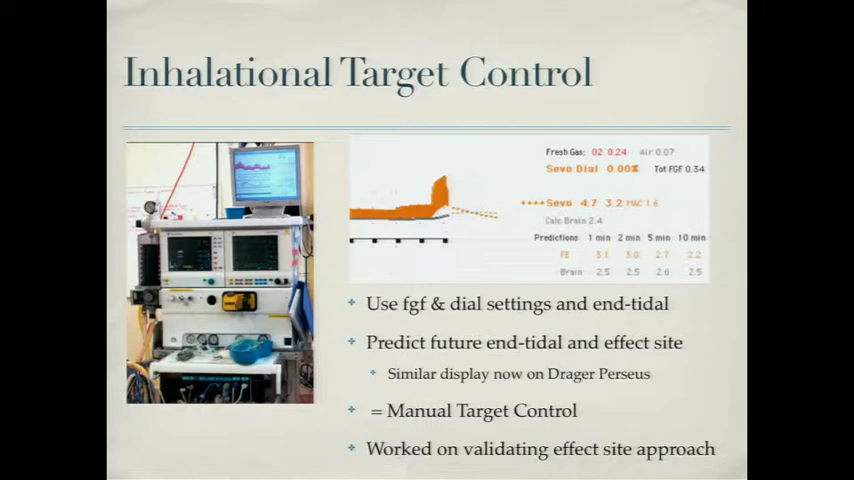 Inhalational Target Control
Fresh Gas: O2 0.24 Air 0.07
Sevo Dial 0.00% Tot FGF 0.34
Sevo 4.7 3.2 MAC 1.6
Calc Brain 2.4
Predictions 1 min 2 min 5 min 10 min
FE 3.1 3.0 2.7 2.2
Brain: 2.5 2.5 2.6 2.5
Use fgf & dial settings and end-tidal
Predict future end-tidal and effect site
Similar display now on Drager Perseus
= Manual Target Control
Worked on validating effect site approach